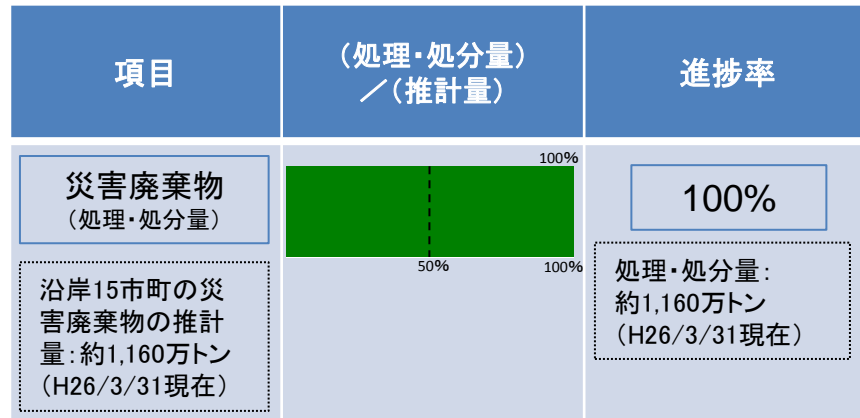 項目
(処理・処分量)
／(推計量)
進捗率
災害廃棄物
(処理・処分量)
沿岸15市町の災
害廃棄物の推計
量:約1,160万トン
(H26/3/31現在)
100%
50%
100%
100%
処理・処分量:
約1,160万トン
(H26/3/31現在)